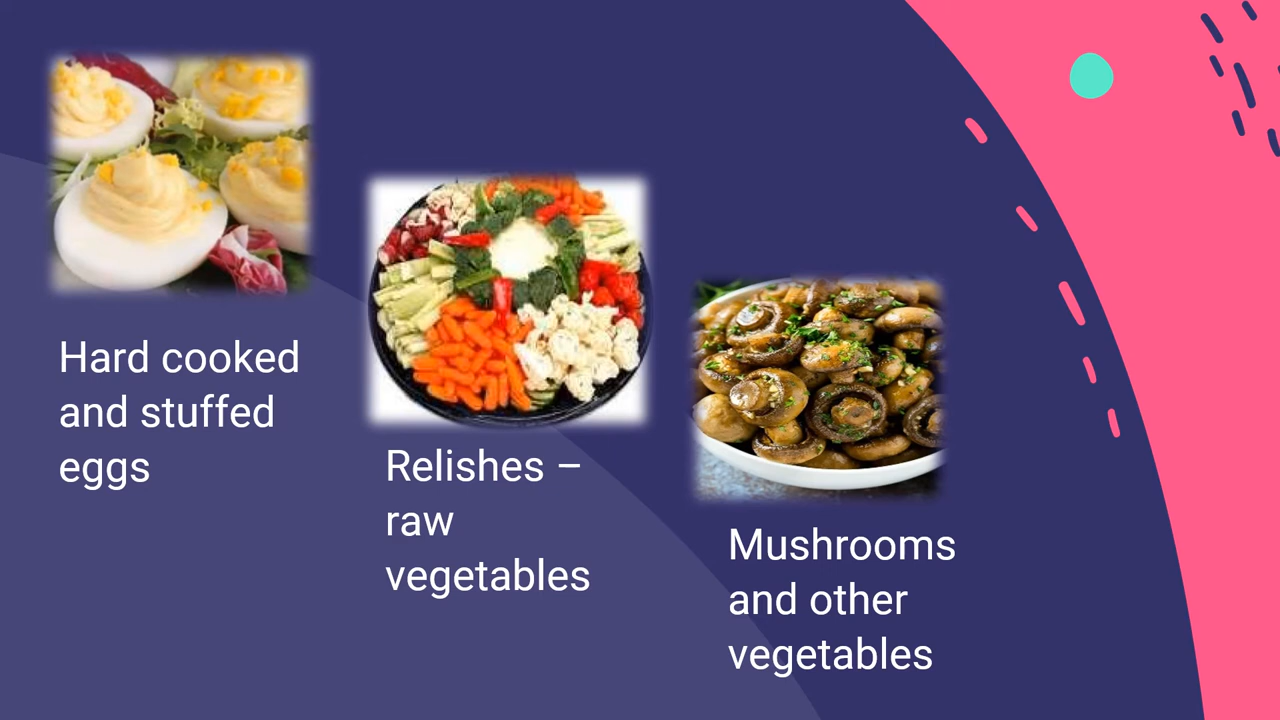 Hard cooked
and stuffed
eggs
Relishes –
raw
vegetables
Mushrooms
and other
vegetables